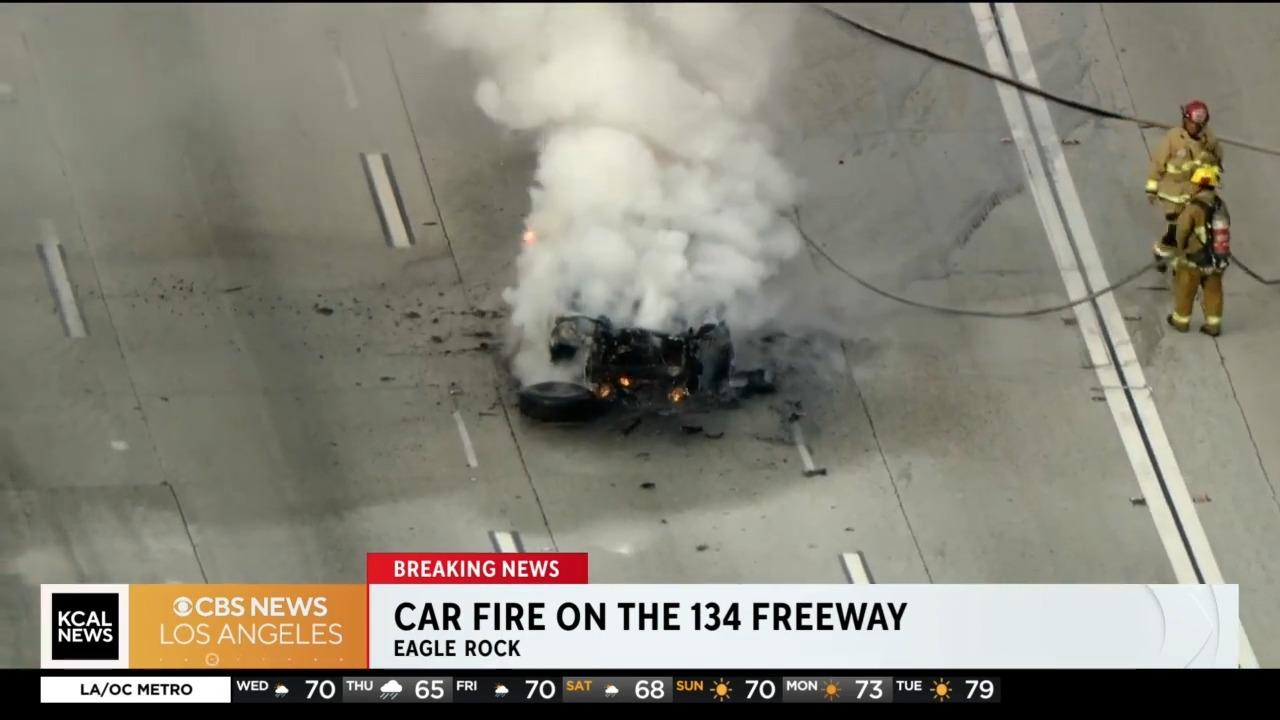 BREAKING NEWS
KCAL NEWS
CBS NEWS
LOS ANGELES
CAR FIRE ON THE 134 FREEWAY
EAGLE ROCK
LA/OC METRO WED 70 THU 65 FRI 70 SAT 68 SUN 70 MON 73 TUE 79